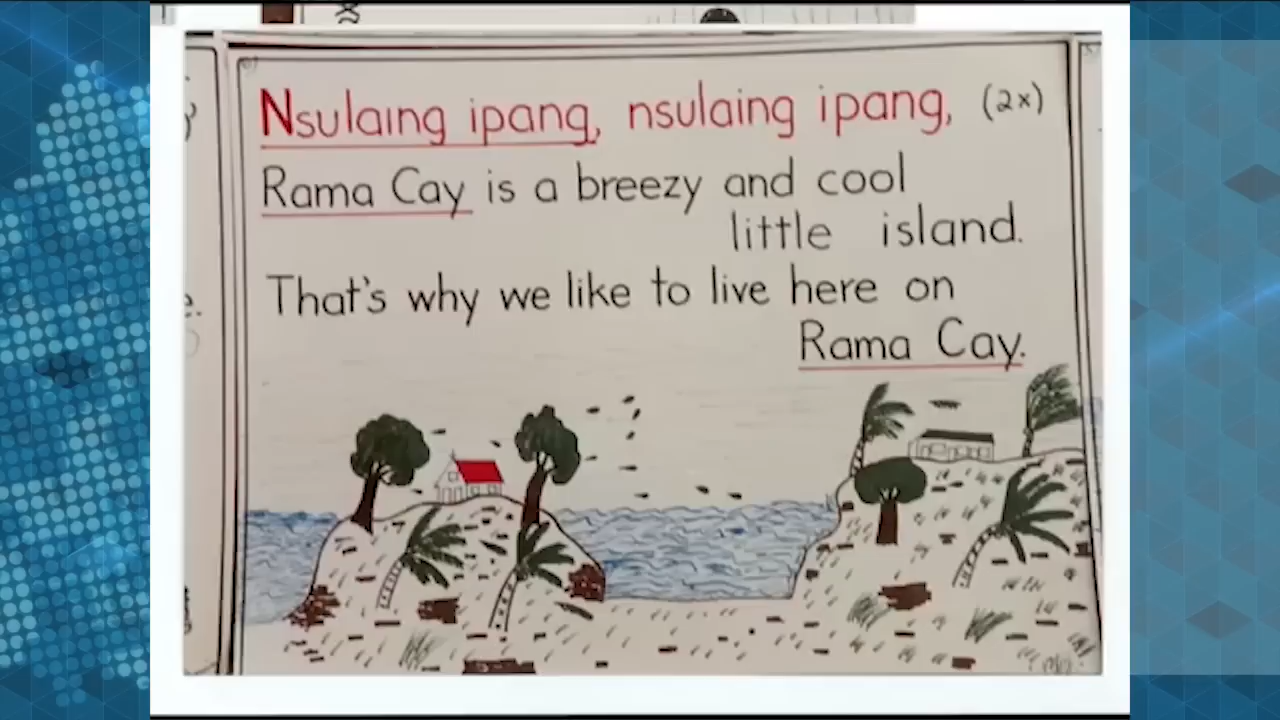 Nsulaing ipang, nsulaing ipang, (2x)
Rama Cay is a breezy and cool
little island.
That's why we like to live here on
Rama Cay.